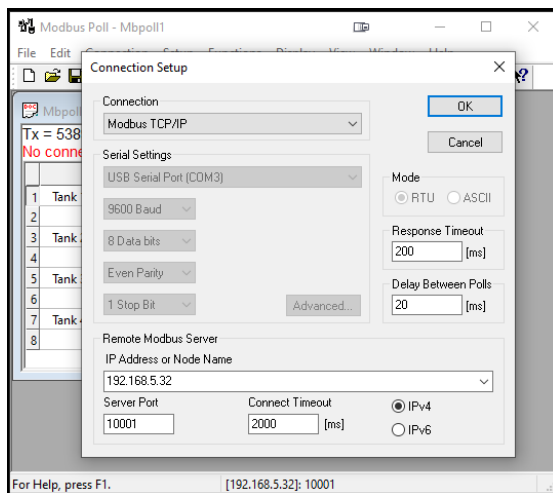 Modbus Poll - Mbpoll1
File Edit
Connection Setup
Mbpoll
Tx = 538
No conne
1 Tank
2
3 Tank
4
5 Tank
6
7 Tank
8
Connection
Modbus TCP/IP
OK
Cancel
Serial Settings
USB Serial Port (COM3)
9600 Baud
8 Data bits
Even Parity
1 Stop Bit
Advanced...
Mode
RTU
ASCII
Response Timeout
200 [ms]
Delay Between Polls
20 [ms]
Remote Modbus Server
IP Address or Node Name
192.168.5.32
Server Port
10001
Connect Timeout
2000 [ms]
IPv4
IPv6
For Help, press F1.
[192.168.5.32]: 10001